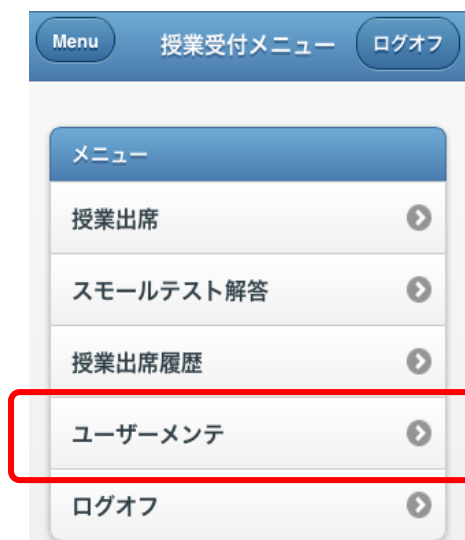 Menu 授業受付メニュー ログオフ
メニュー
授業出席
スモールテスト解答
授業出席履歴
ユーザーメンテ
ログオフ